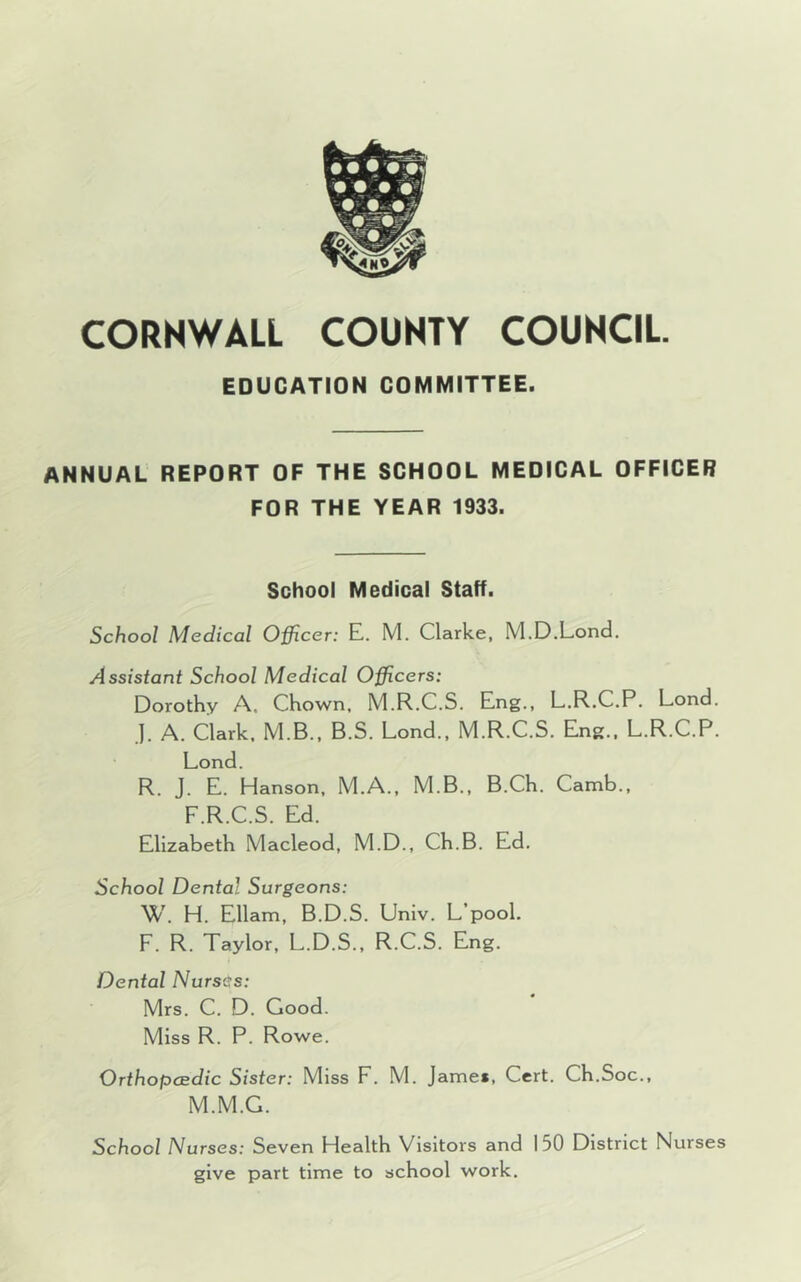 ONE AND ALL
CORNWALL COUNTY COUNCIL.
EDUCATION COMMITTEE.
ANNUAL REPORT OF THE SCHOOL MEDICAL OFFICER
FOR THE YEAR 1933.
School Medical Staff.
School Medical Officer: E. M. Clarke, M.D.Lond.
Assistant School Medical Officers:
Dorothy A. Chown, M.R.C.S. Eng., L.R.C.P. Lond.
J. A. Clark, M.B., B.S. Lond., M.R.C.S. Eng., L.R.C.P.
Lond.
R. J. E. Hanson, M.A., M.B., B.Ch. Camb.,
F.R.C.S. Ed.
Elizabeth Macleod, M.D., Ch.B. Ed.
School Dental Surgeons:
W. H. Ellam, B.D.S. Univ. L'pool.
F. R. Taylor, L.D.S., R.C.S. Eng.
Dental Nurses:
Mrs. C. D. Good.
Miss R. P. Rowe.
Orthopœdic Sister: Miss F. M. James, Cert. Ch.Soc.,
M.M.G.
School Nurses: Seven Health Visitors and 150 District Nurses
give part time to school work.